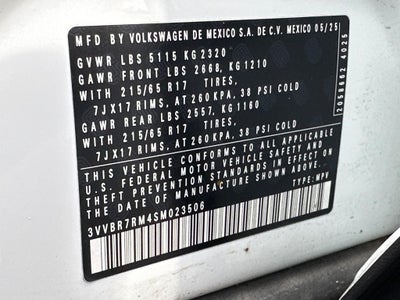 MFD BY VOLKSWAGEN DE MEXICO S.A. DE C.V. MEXICO 05/25
GVWR LBS 5115 KG 2320
GAWR FRONT LBS 2668, KG 1210
WITH 215/65 R17 TIRES,
7JX17 RIMS, AT 260 KPA, 38 PSI COLD
GAWR REAR LBS 2557, KG 1160
WITH 215/65 R17 TIRES,
7JX17 RIMS, AT 260 KPA, 38 PSI COLD
THIS VEHICLE CONFORMS TO ALL APPLICABLE
U.S. FEDERAL MOTOR VEHICLE SAFETY AND
THEFT PREVENTION STANDARDS IN EFFECT ON
THE DATE OF MANUFACTURE SHOWN ABOVE.
3VVBR7RM4SM023506 TYPE: MPV
2058662 4025